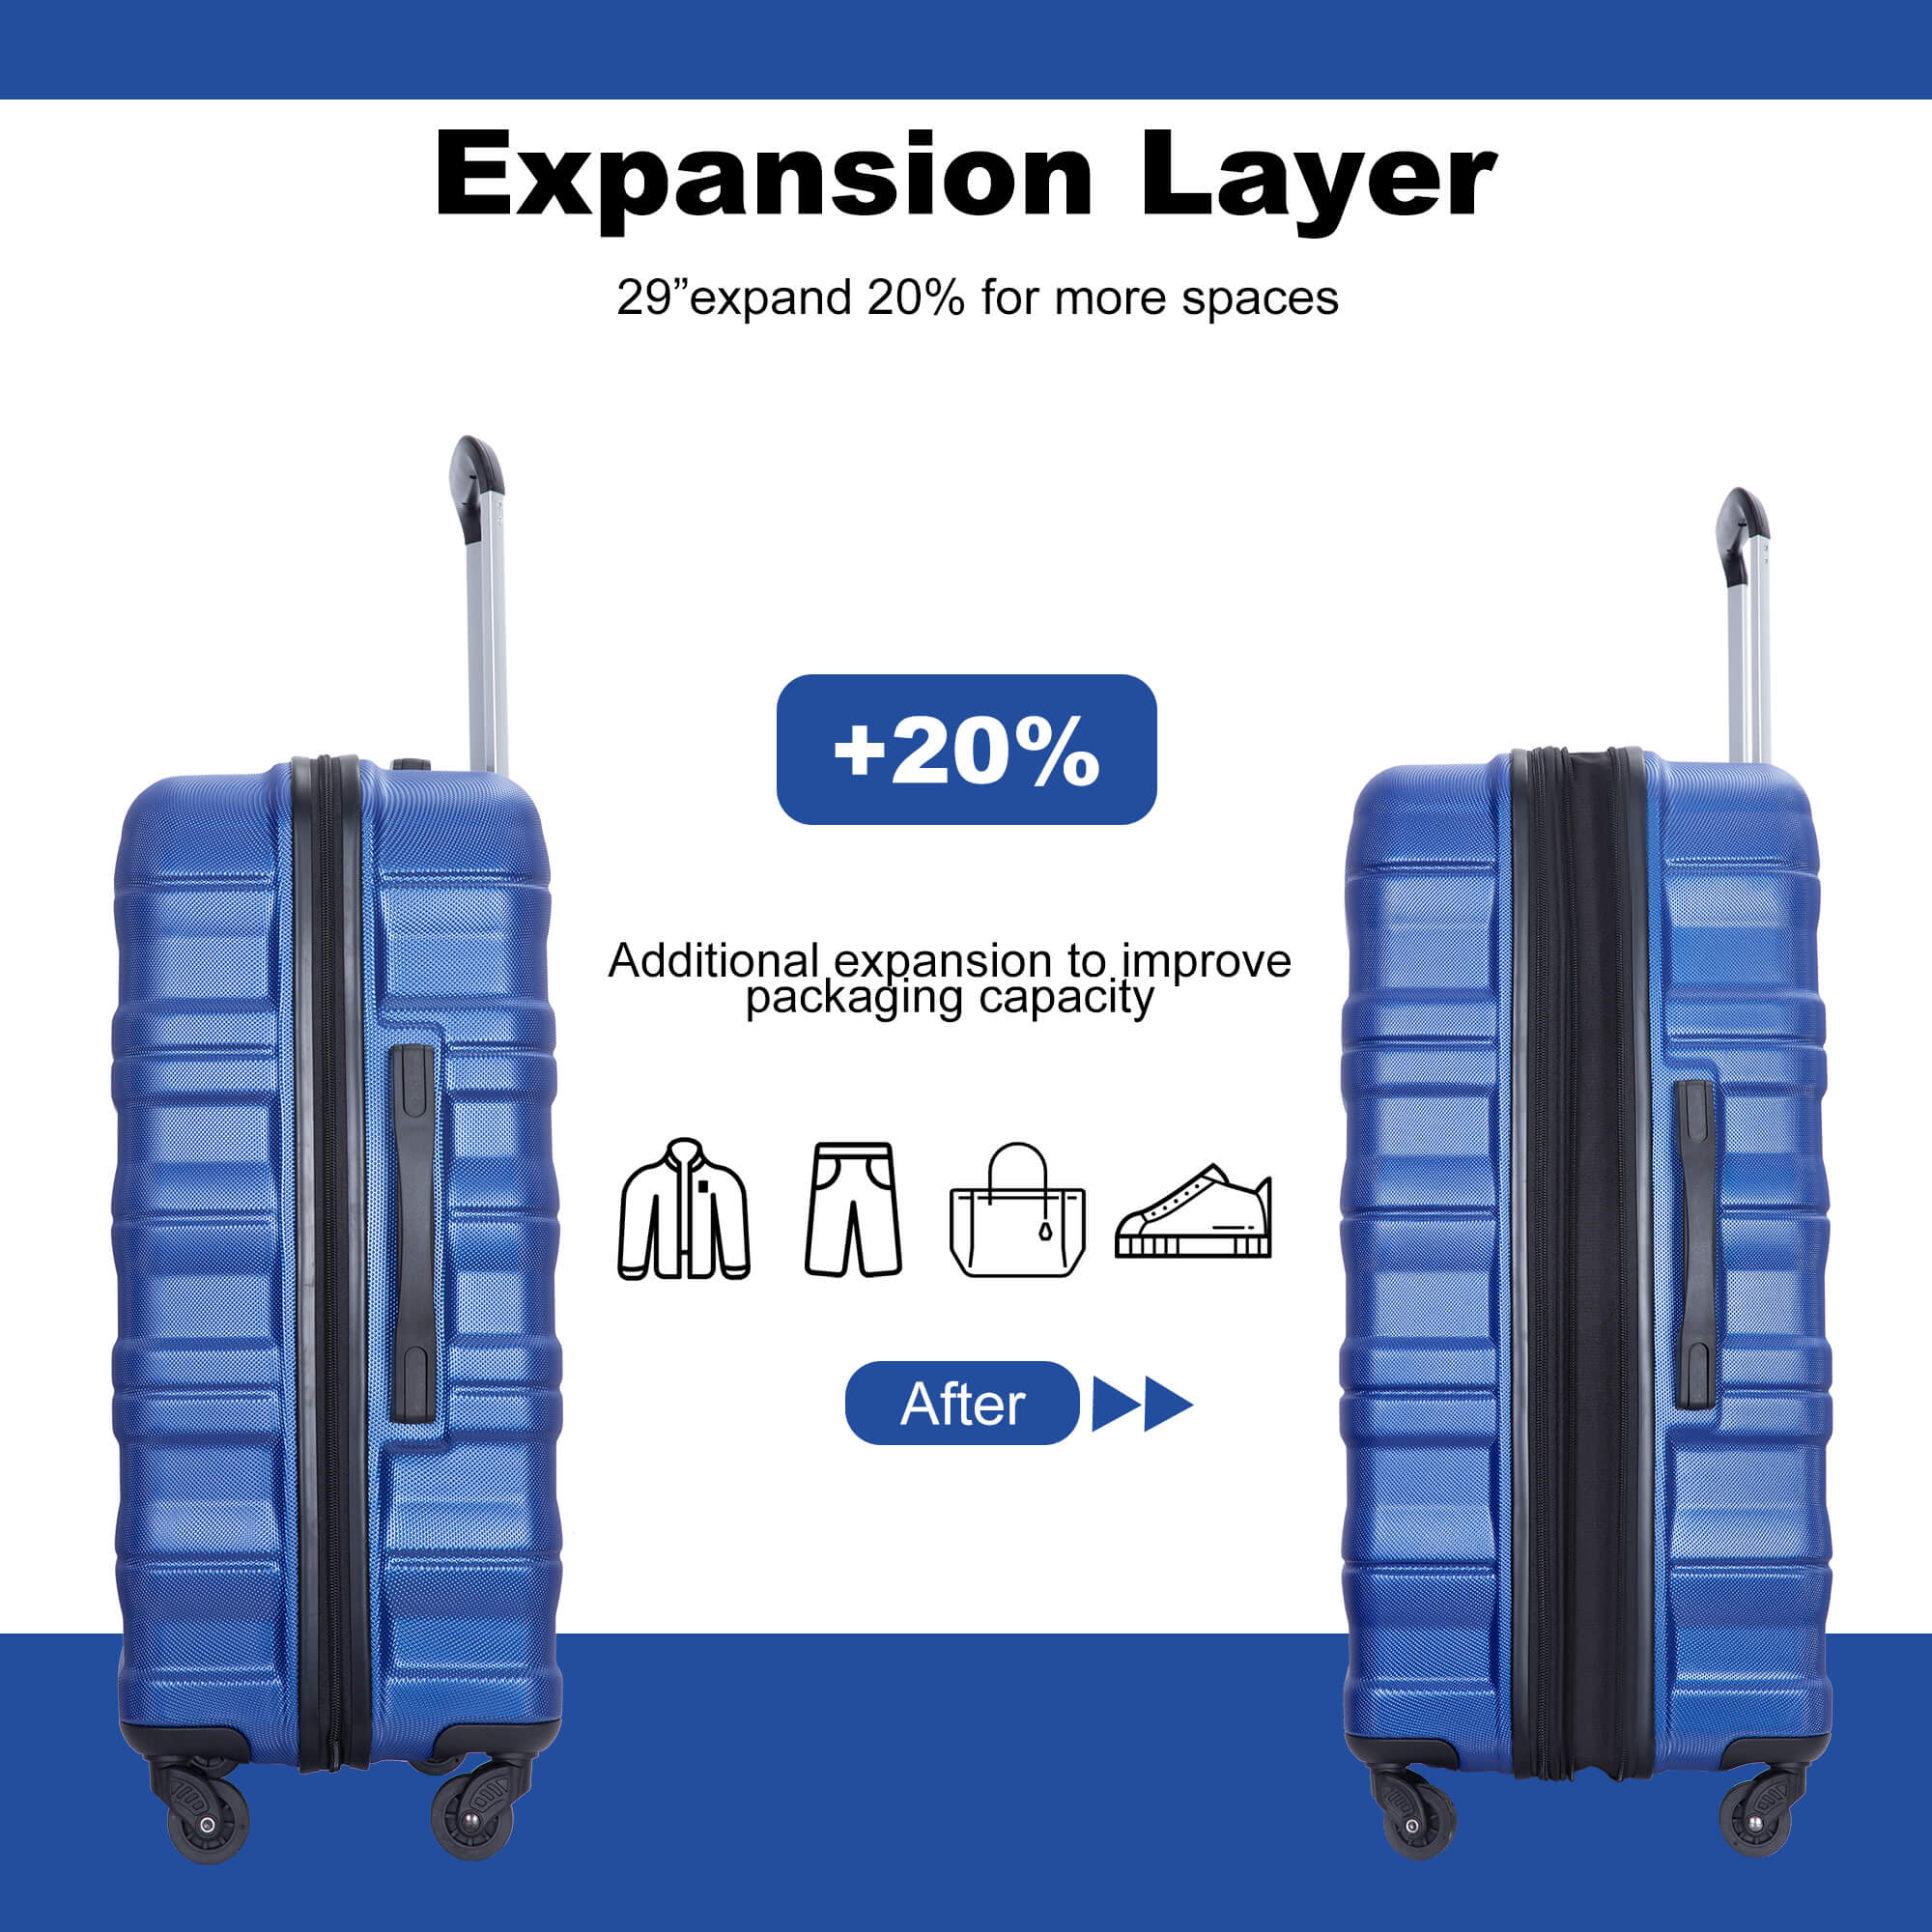 Expansion Layer
29”expand 20% for more spaces
+20%
Additional expansion to improve
packaging capacity
After